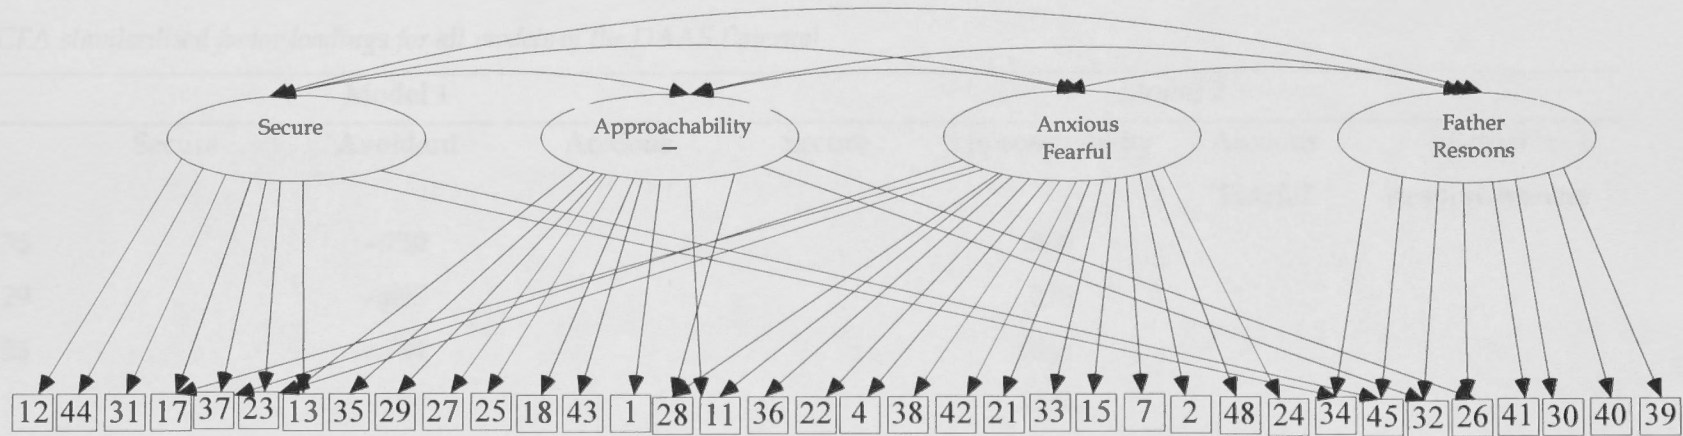 Secure
Approachability
Anxious
Fearful
Father
Respons
12 44 31 17 37 23 13 35 29 27 25 18 43 1 28 11 36 22 4 38 42 21 33 15 7 2 48 24 34 45 32 26 41 30 40 39